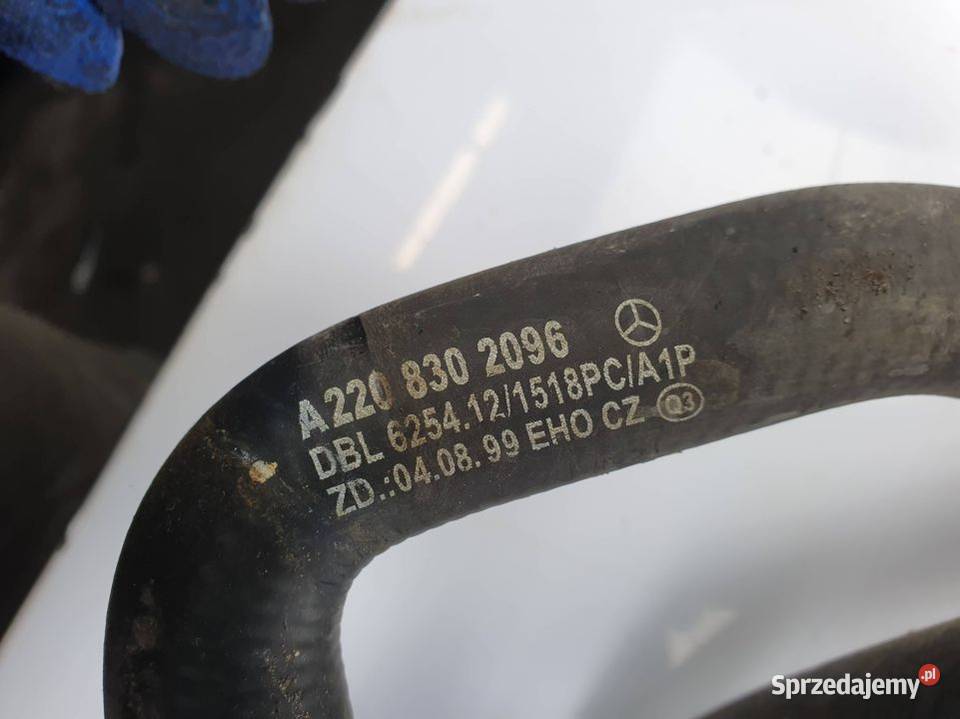 A220 830 2096
DBL 6254.12/1518PC/A1P
ZD.:04.08.99 EHO CZ Q3
Sprzedajemy.pl